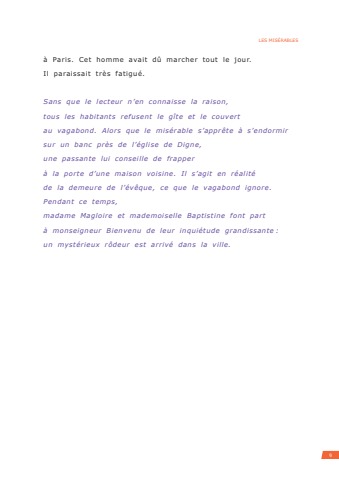 LES MISÉRABLES
à Paris. Cet homme avait dû marcher tout le jour.
Il paraissait très fatigué.
Sans que le lecteur n'en connaisse la raison,
tous les habitants refusent le gîte et le couvert
au vagabond. Alors que le misérable s'apprête à s'endormir
sur un banc près de l'église de Digne,
une passante lui conseille de frapper
à la porte d'une maison voisine. Il s'agit en réalité
de la demeure de l'évêque, ce que le vagabond ignore.
Pendant ce temps,
madame Magloire et mademoiselle Baptistine font part
à monseigneur Bienvenu de leur inquiétude grandissante :
un mystérieux rôdeur est arrivé dans la ville.